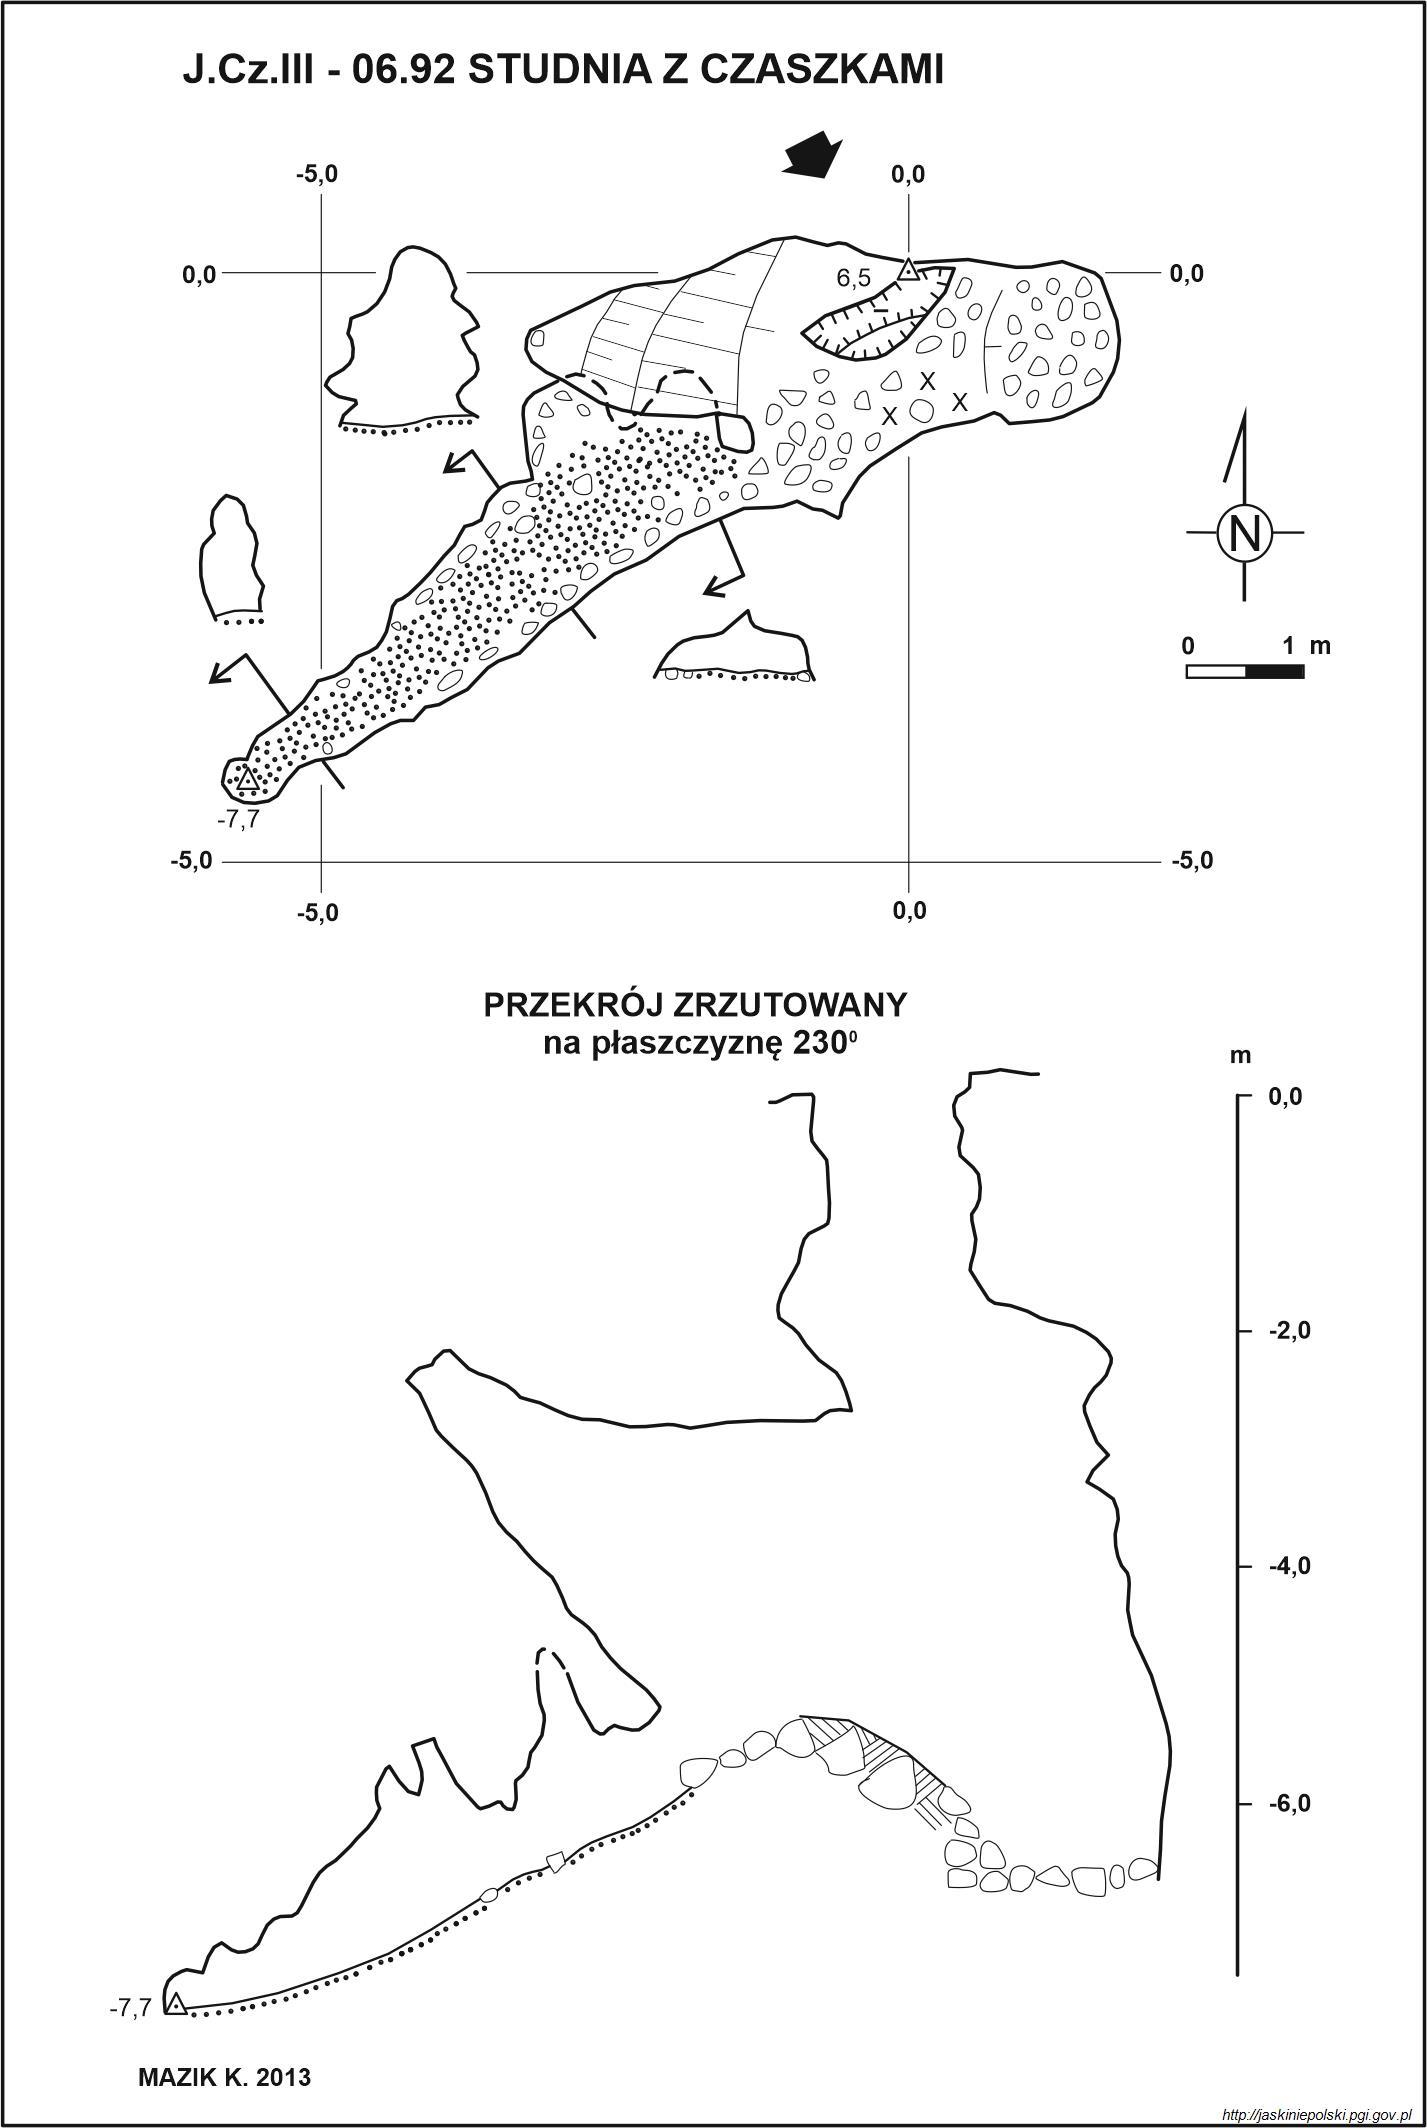 J.Cz.III - 06.92 STUDNIA Z CZASZKAMI
-5,0 0,0
0,0 6,5 0,0
X
X X
N
0 1 m
-7,7
-5,0 -5,0
-5,0 0,0
PRZEKRÓJ ZRZUTOWANY
na płaszczyznę 230⁰
m
0,0
-2,0
-4,0
-6,0
-7,7
MAZIK K. 2013
http://jaskiniepolski.pgi.gov.pl